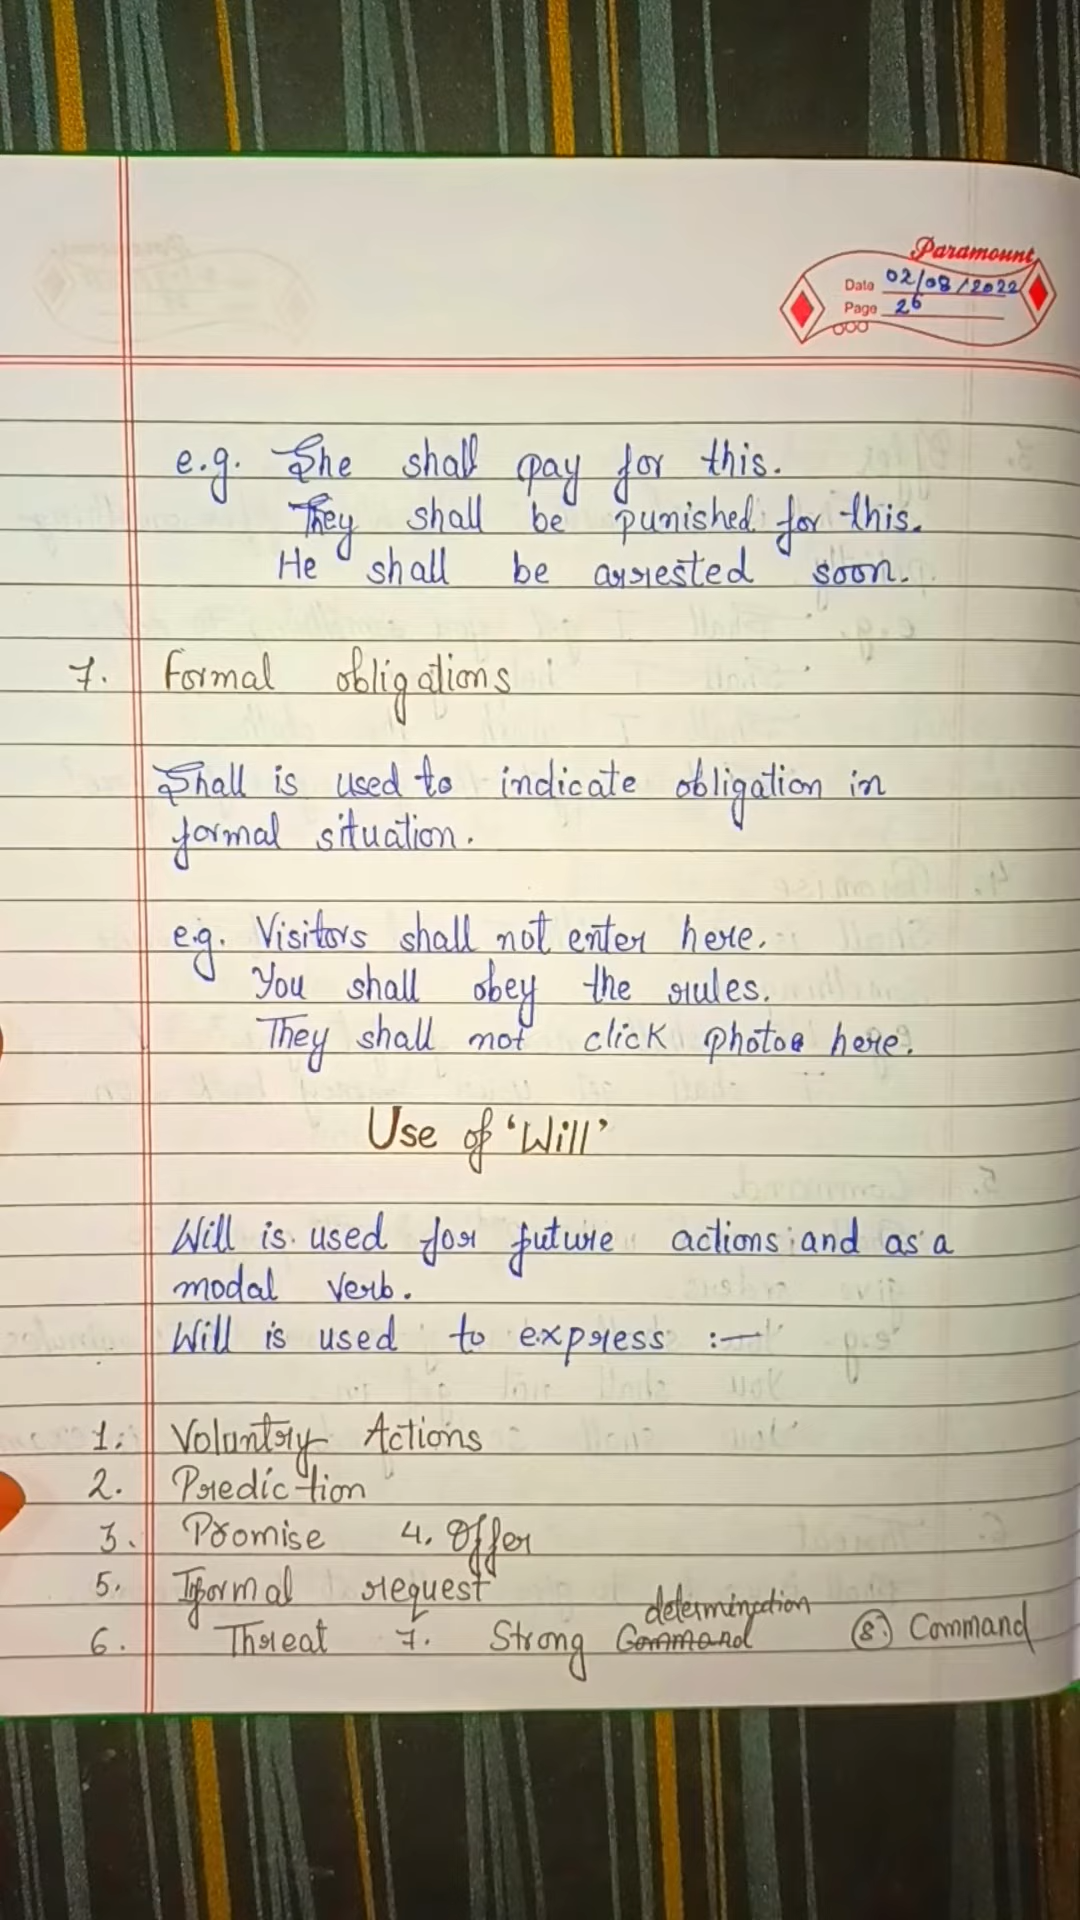 Paramount
Date 02/08/2022
Page 26
e.g. She shall pay for this.
They shall be punished for this.
He shall be arrested soon.
7. Formal obligations
Shall is used to indicate obligation in
formal situation.
e.g. Visitors shall not enter here.
You shall obey the rules.
They shall not click photos here.
Use of 'Will'
Will is used for future actions and as a
modal verb.
Will is used to express :-
1. Voluntry Actions
2. Prediction
3. Promise 4. Offer
5. Iformal request
determination
6. Threat 7. Strong Command 8. Command